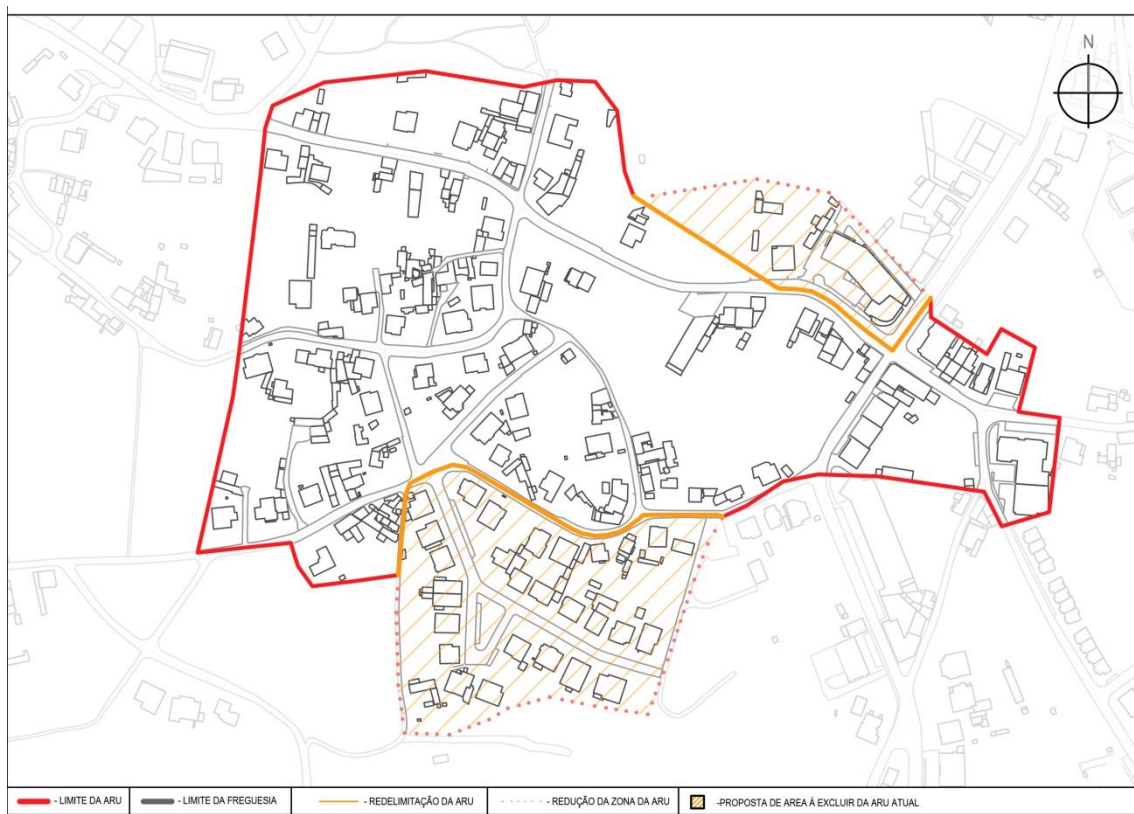 N
- LIMITE DA ARU
- LIMITE DA FREGUESIA
- REDELIMITAÇÃO DA ARU
- REDUÇÃO DA ZONA DA ARU
-PROPOSTA DE AREA Á EXCLUIR DA ARU ATUAL